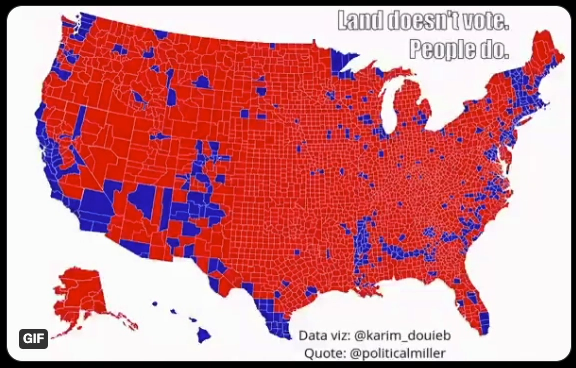 Land doesn't vote.
People do.
GIF
Data viz: @karim_douieb
Quote: @politicalmiller